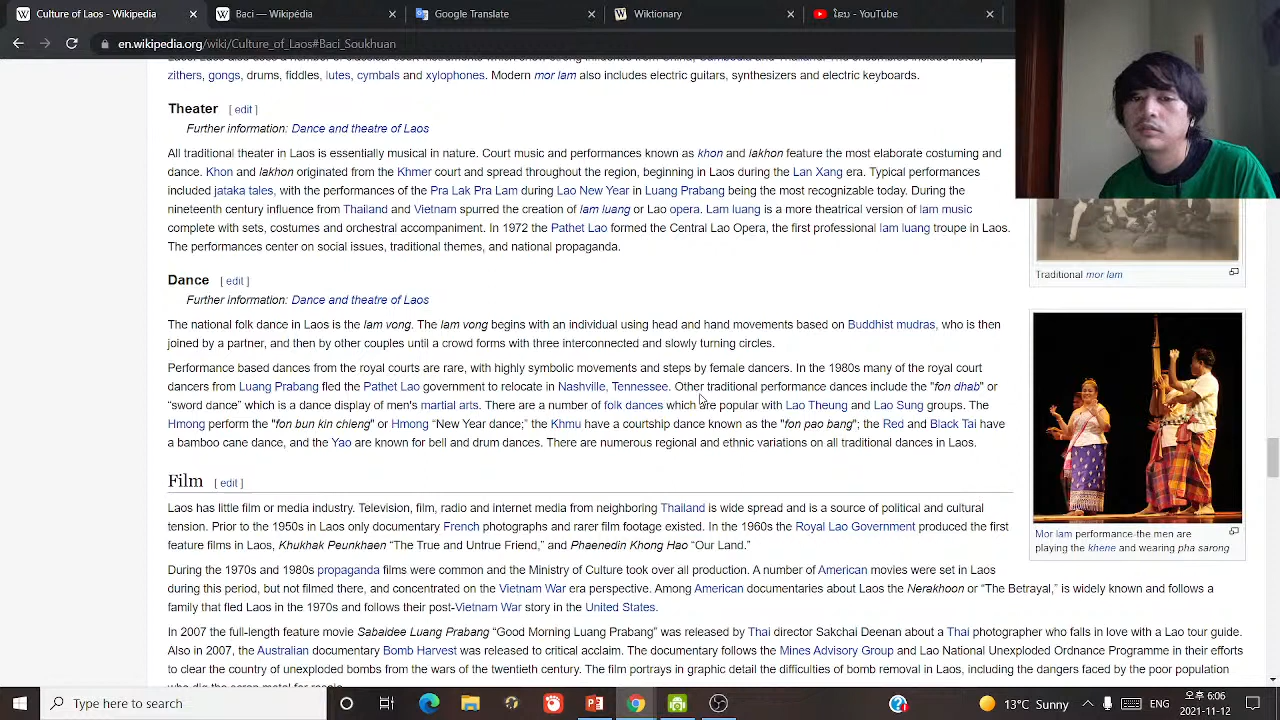 Culture of Laos - Wikipedia
Baci — Wikipédia
Google Translate
Wiktionary
en.wikipedia.org/wiki/Culture_of_Laos#Baci_Soukhuan
zithers, gongs, drums, fiddles, lutes, cymbals and xylophones. Modern mor lam also includes electric guitars, synthesizers and electric keyboards.
Theater [ edit ]
Further information: Dance and theatre of Laos
All traditional theater in Laos is essentially musical in nature. Court music and performances known as khon and lakhon feature the most elaborate costuming and
dance. Khon and lakhon originated from the Khmer court and spread throughout the region, beginning in Laos during the Lan Xang era. Typical performances
included jataka tales, with the performances of the Pra Lak Pra Lam during Lao New Year in Luang Prabang being the most recognizable today. During the
nineteenth century influence from Thailand and Vietnam spurred the creation of lam luang or Lao opera. Lam luang is a more theatrical version of lam music
complete with sets, costumes and orchestral accompaniment. In 1972 the Pathet Lao formed the Central Lao Opera, the first professional lam luang troupe in Laos.
The performances center on social issues, traditional themes, and national propaganda.
Traditional mor lam
Dance [ edit ]
Further information: Dance and theatre of Laos
The national folk dance in Laos is the lam vong. The lam vong begins with an individual using head and hand movements based on Buddhist mudras, who is then
joined by a partner, and then by other couples until a crowd forms with three interconnected and slowly turning circles.
Performance based dances from the royal courts are rare, with highly symbolic movements and steps by female dancers. In the 1980s many of the royal court
dancers from Luang Prabang fled the Pathet Lao government to relocate in Nashville, Tennessee. Other traditional performance dances include the "fon dhab" or
“sword dance” which is a dance display of men's martial arts. There are a number of folk dances which are popular with Lao Theung and Lao Sung groups. The
Hmong perform the "fon bun kin chieng" or Hmong “New Year dance;” the Khmu have a courtship dance known as the "fon pao bang"; the Red and Black Tai have
a bamboo cane dance, and the Yao are known for bell and drum dances. There are numerous regional and ethnic variations on all traditional dances in Laos.
Mor lam performance-the men are
playing the khene and wearing pha sarong
Film [ edit ]
Laos has little film or media industry. Television, film, radio and internet media from neighboring Thailand is wide spread and is a source of political and cultural
tension. Prior to the 1950s in Laos only documentary French photographs and rarer film footage existed. In the 1960s the Royal Lao Government produced the first
feature films in Laos, Khukhak Peunkhaen “The True and Untrue Friend,” and Phaenedin Khong Hao “Our Land.”
During the 1970s and 1980s propaganda films were common and the Ministry of Culture took over all production. A number of American movies were set in Laos
during this period, but not filmed there, and concentrated on the Vietnam War era perspective. Among American documentaries about Laos the Nerakhoon or “The Betrayal,” is widely known and follows a
family that fled Laos in the 1970s and follows their post-Vietnam War story in the United States.
In 2007 the full-length feature movie Sabaidee Luang Prabang “Good Morning Luang Prabang” was released by Thai director Sakchai Deenan about a Thai photographer who falls in love with a Lao tour guide.
Also in 2007, the Australian documentary Bomb Harvest was released to critical acclaim. The documentary follows the Mines Advisory Group and Lao National Unexploded Ordnance Programme in their efforts
to clear the country of unexploded bombs from the wars of the twentieth century. The film portrays in graphic detail the difficulties of bomb removal in Laos, including the dangers faced by the poor population
Type here to search
13°C Sunny
ENG
오후 6:06
2021-11-12